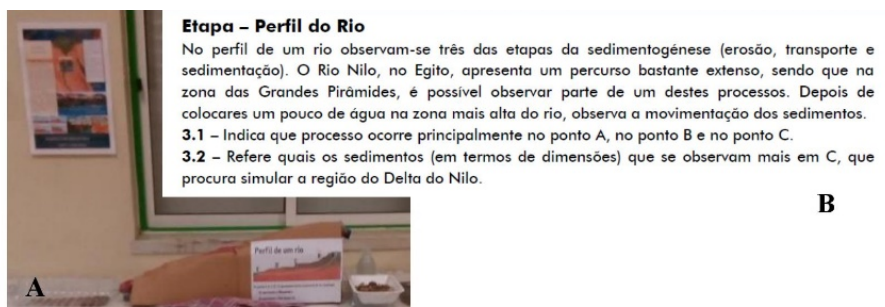 Etapa – Perfil do Rio
No perfil de um rio observam-se três das etapas da sedimentogénese (erosão, transporte e
sedimentação). O Rio Nilo, no Egito, apresenta um percurso bastante extenso, sendo que na
zona das Grandes Pirâmides, é possível observar parte de um destes processos. Depois de
colocares um pouco de água na zona mais alta do rio, observa a movimentação dos sedimentos.
3.1 – Indica que processo ocorre principalmente no ponto A, no ponto B e no ponto C.
3.2 – Refere quais os sedimentos (em termos de dimensões) que se observam mais em C, que
procura simular a região do Delta do Nilo.
B
Perfil de um rio
A